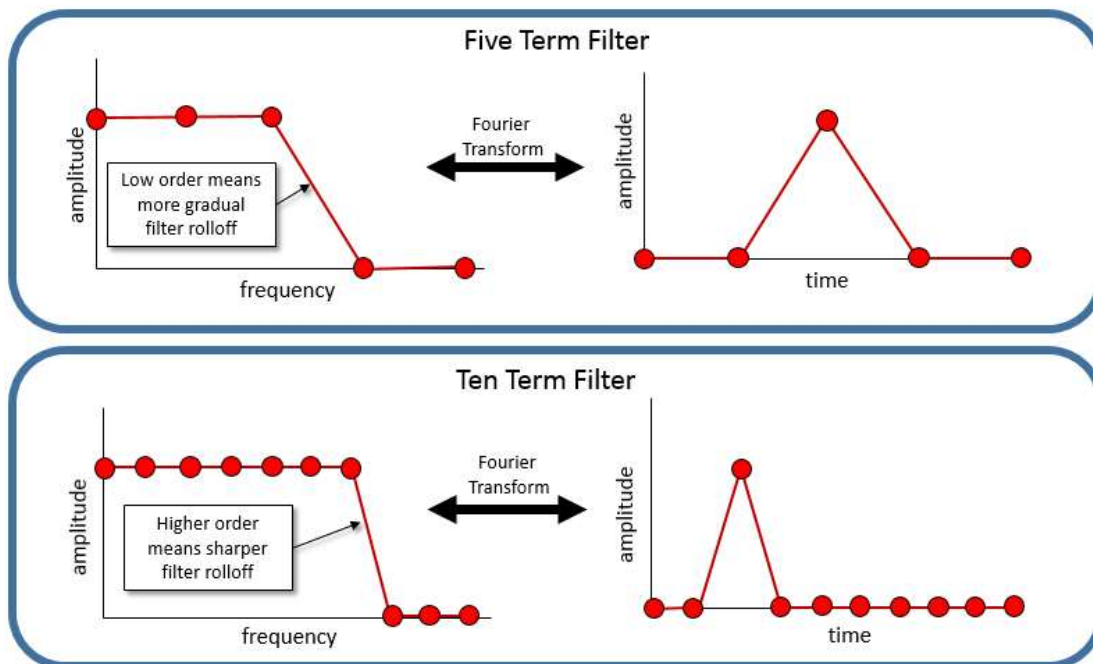 Five Term Filter
amplitude
Low order means
more gradual
filter rolloff
frequency
Fourier
Transform
amplitude
time
Ten Term Filter
amplitude
Higher order
means sharper
filter rolloff
frequency
Fourier
Transform
amplitude
time